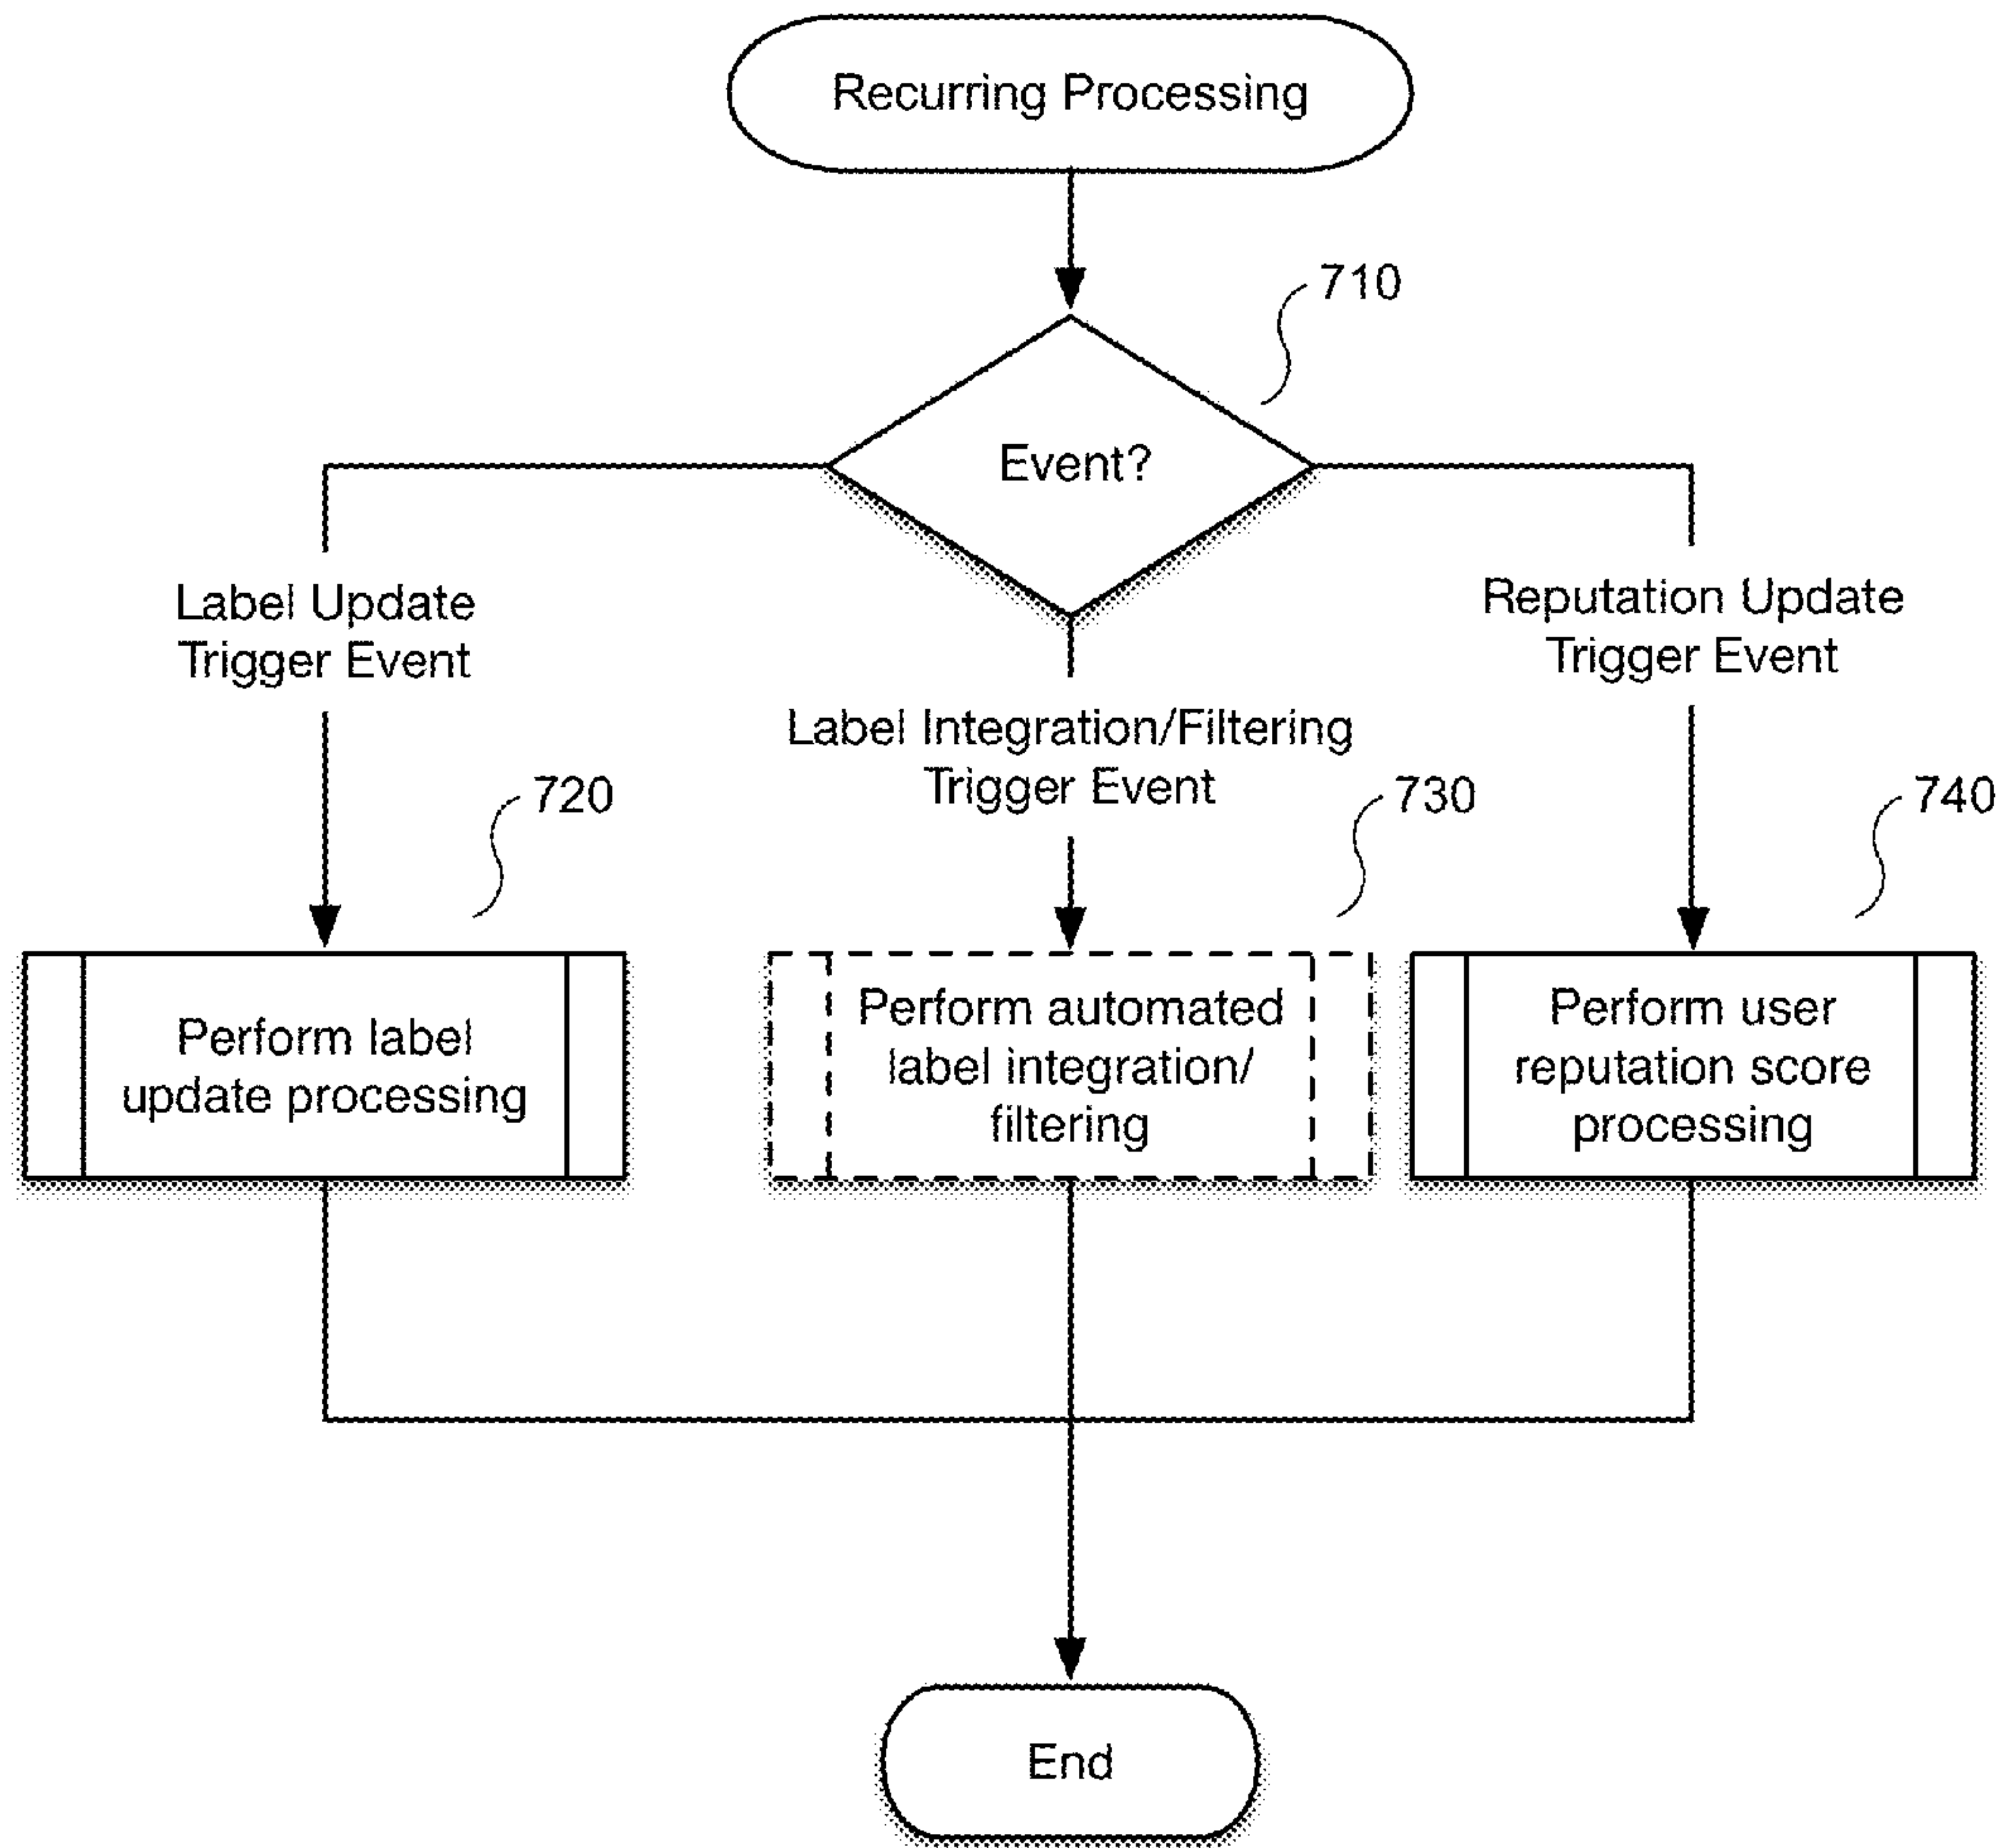 Recurring Processing
710
Event?
Label Update
Trigger Event
Label Integration/Filtering
Trigger Event
Reputation Update
Trigger Event
720
730
740
Perform label
update processing
Perform automated
label integration/
filtering
Perform user
reputation score
processing
End